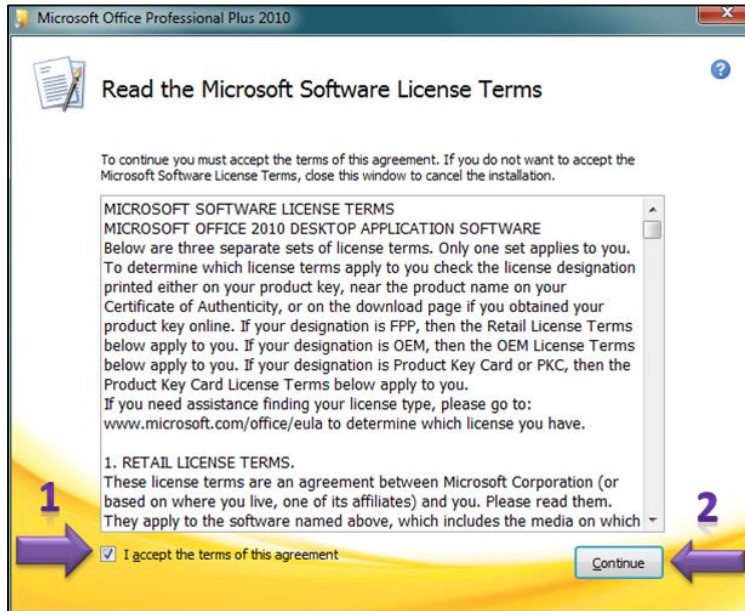 Microsoft Office Professional Plus 2010
Read the Microsoft Software License Terms
To continue you must accept the terms of this agreement. If you do not want to accept the
Microsoft Software License Terms, close this window to cancel the installation.
MICROSOFT SOFTWARE LICENSE TERMS
MICROSOFT OFFICE 2010 DESKTOP APPLICATION SOFTWARE
Below are three separate sets of license terms. Only one set applies to you.
To determine which license terms apply to you check the license designation
printed either on your product key, near the product name on your
Certificate of Authenticity, or on the download page if you obtained your
product key online. If your designation is FPP, then the Retail License Terms
below apply to you. If your designation is OEM, then the OEM License Terms
below apply to you. If your designation is Product Key Card or PKC, then the
Product Key Card License Terms below apply to you.
If you need assistance finding your license type, please go to:
www.microsoft.com/office/eula to determine which license you have.
1. RETAIL LICENSE TERMS.
These license terms are an agreement between Microsoft Corporation (or
based on where you live, one of its affiliates) and you. Please read them.
They apply to the software named above, which includes the media on which
1
I accept the terms of this agreement
2
Continue